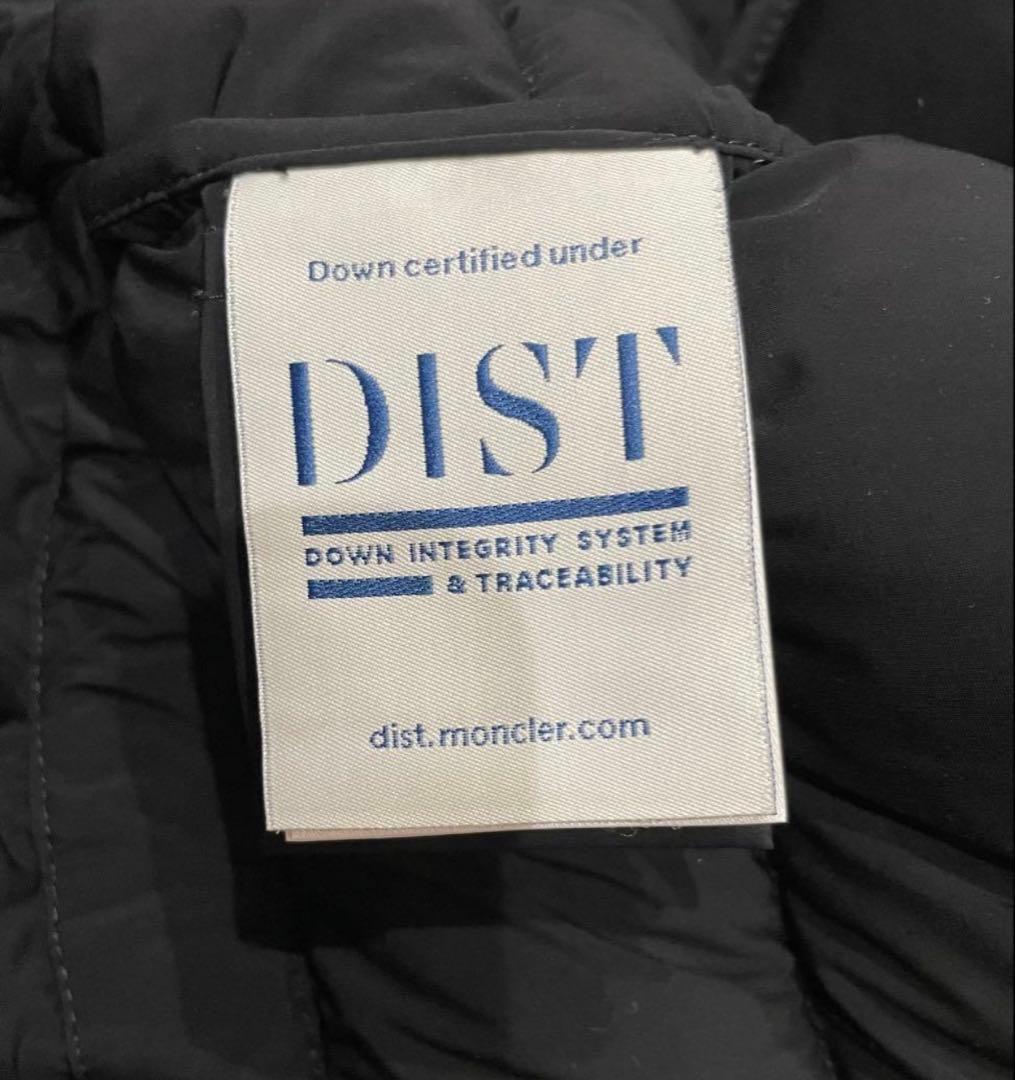 Down certified under
DIST
DOWN INTEGRITY SYSTEM
& TRACEABILITY
dist.moncler.com